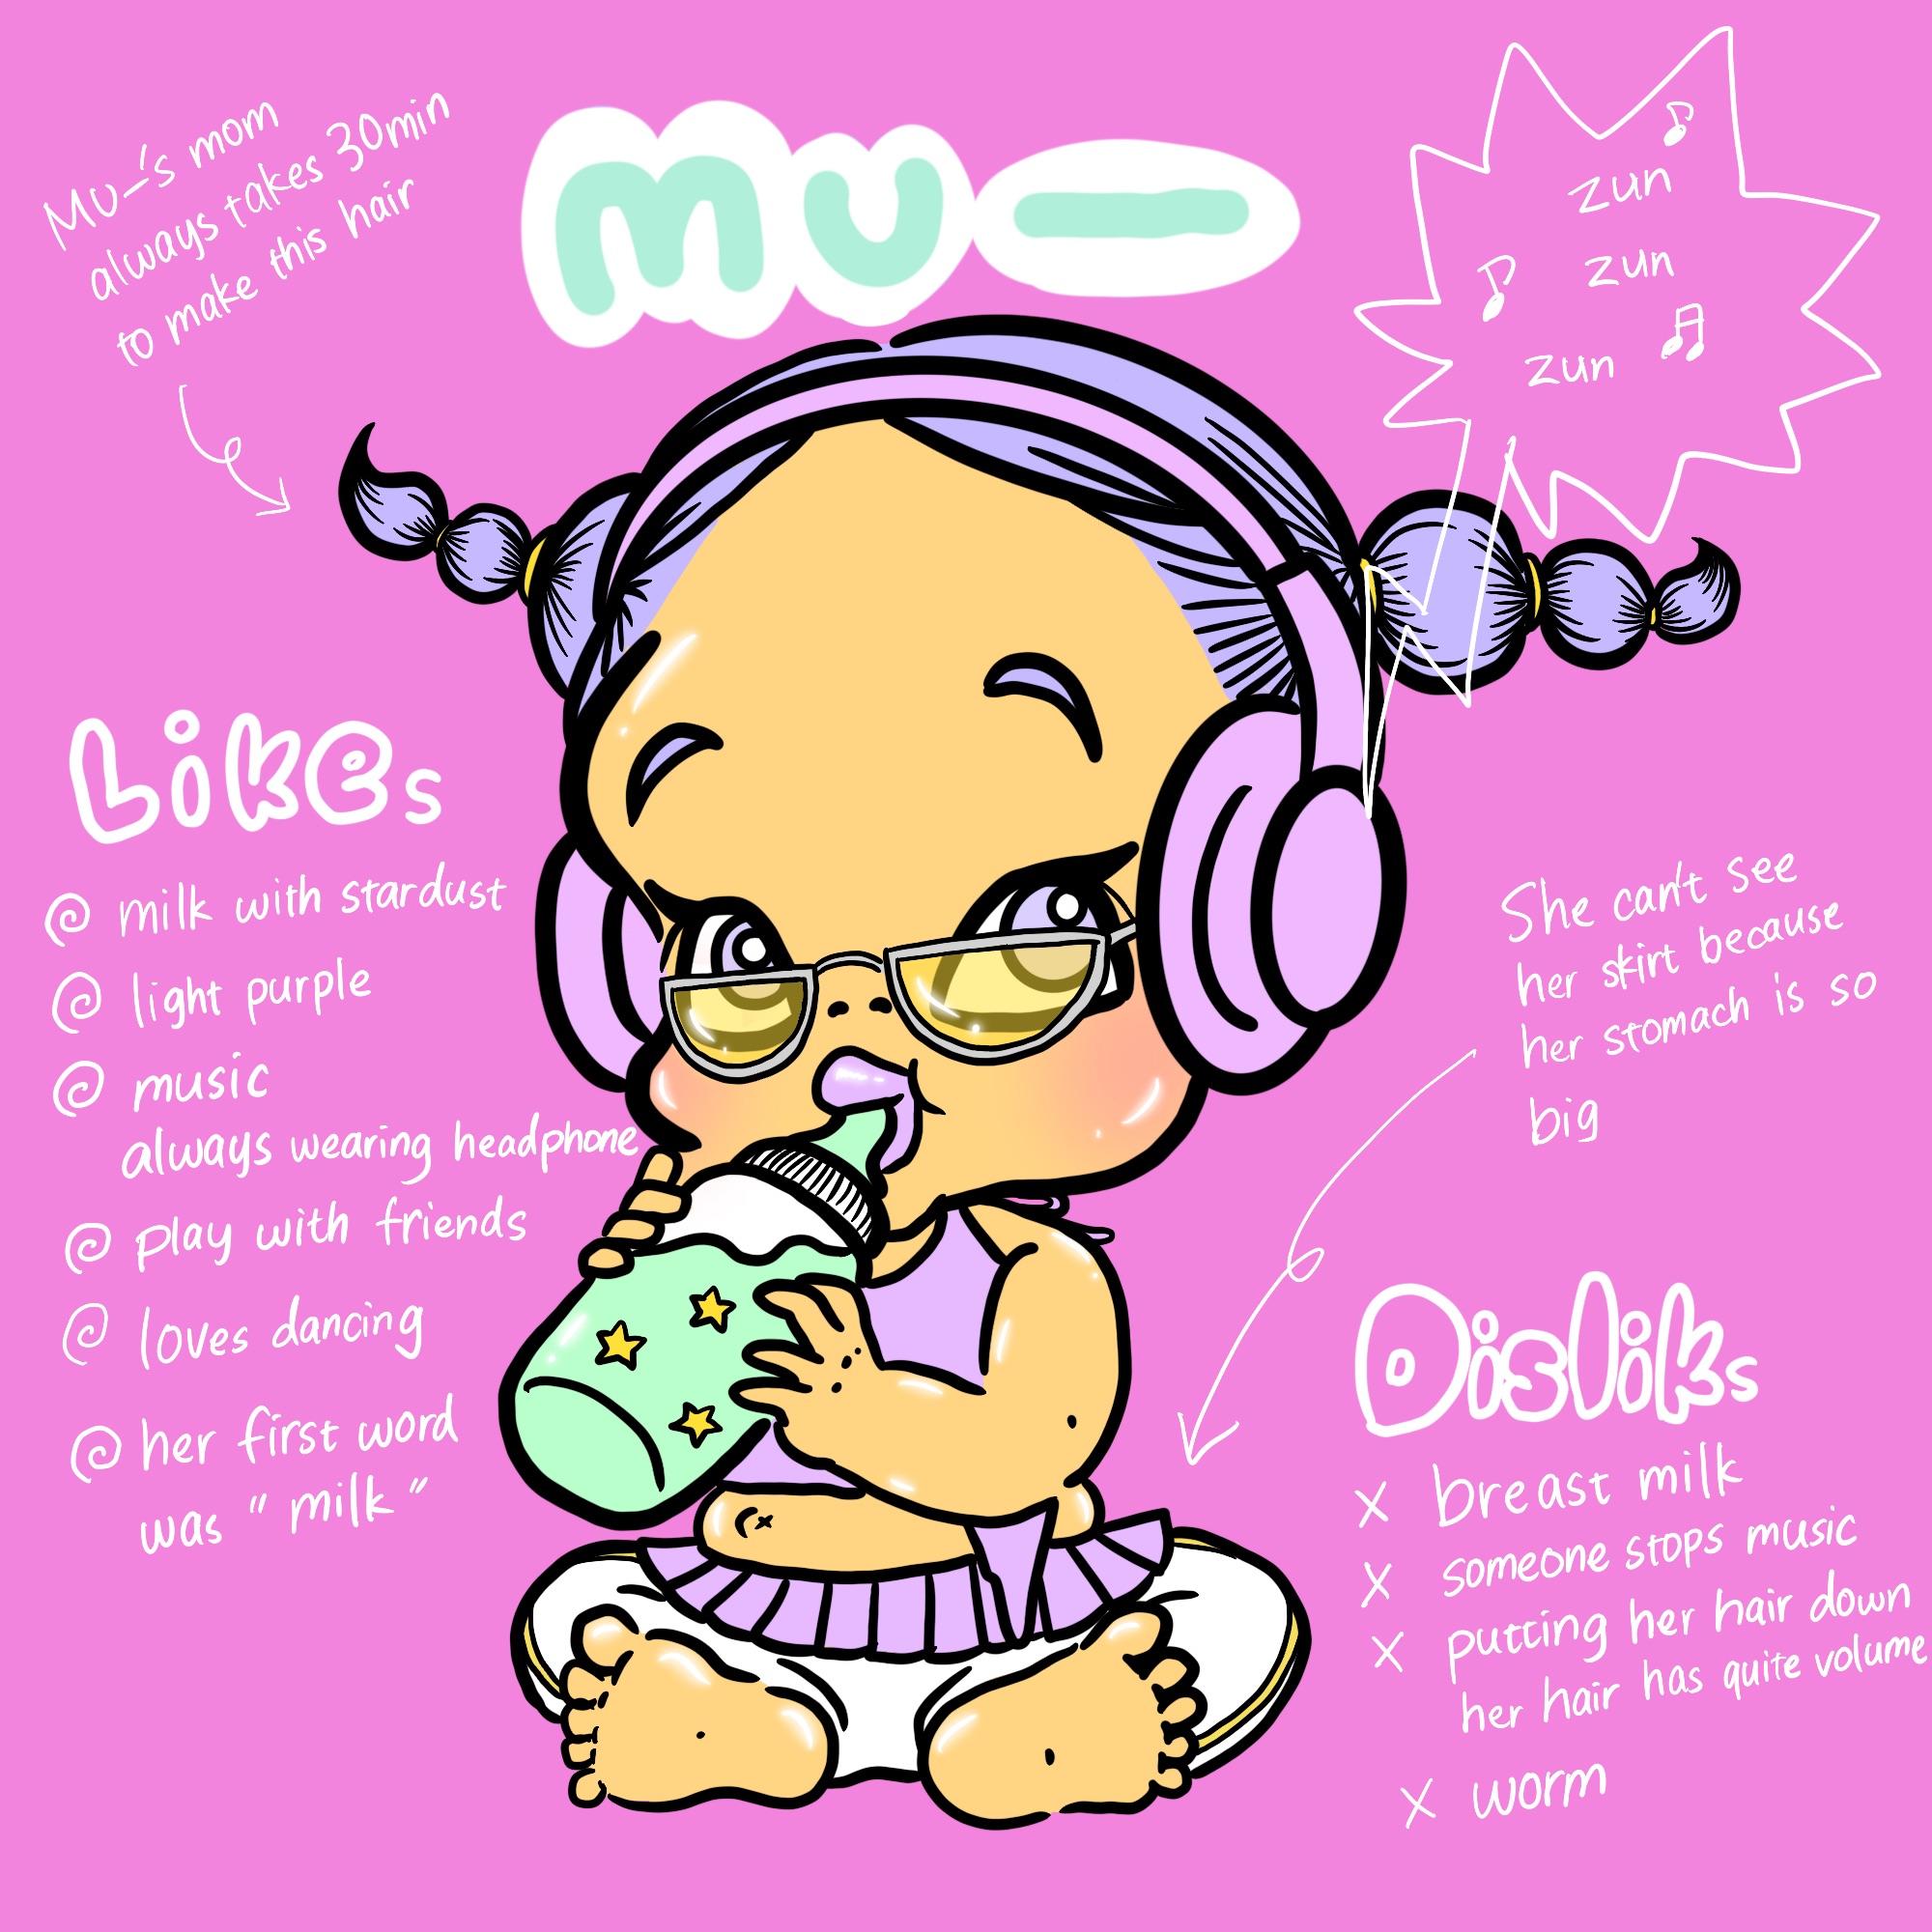 mu—
Mu—'s mom
always takes 30min
to make this hair
♪
zun
♪ zun
zun ♬
Likes
@ milk with stardust
@ light purple
@ music
always wearing headphone
@ play with friends
@ loves dancing
@ her first word
was “milk”
She can't see
her skirt because
her stomach is so
big
Disliks
x breast milk
x someone stops music
x putting her hair down
her hair has quite volume
x worm